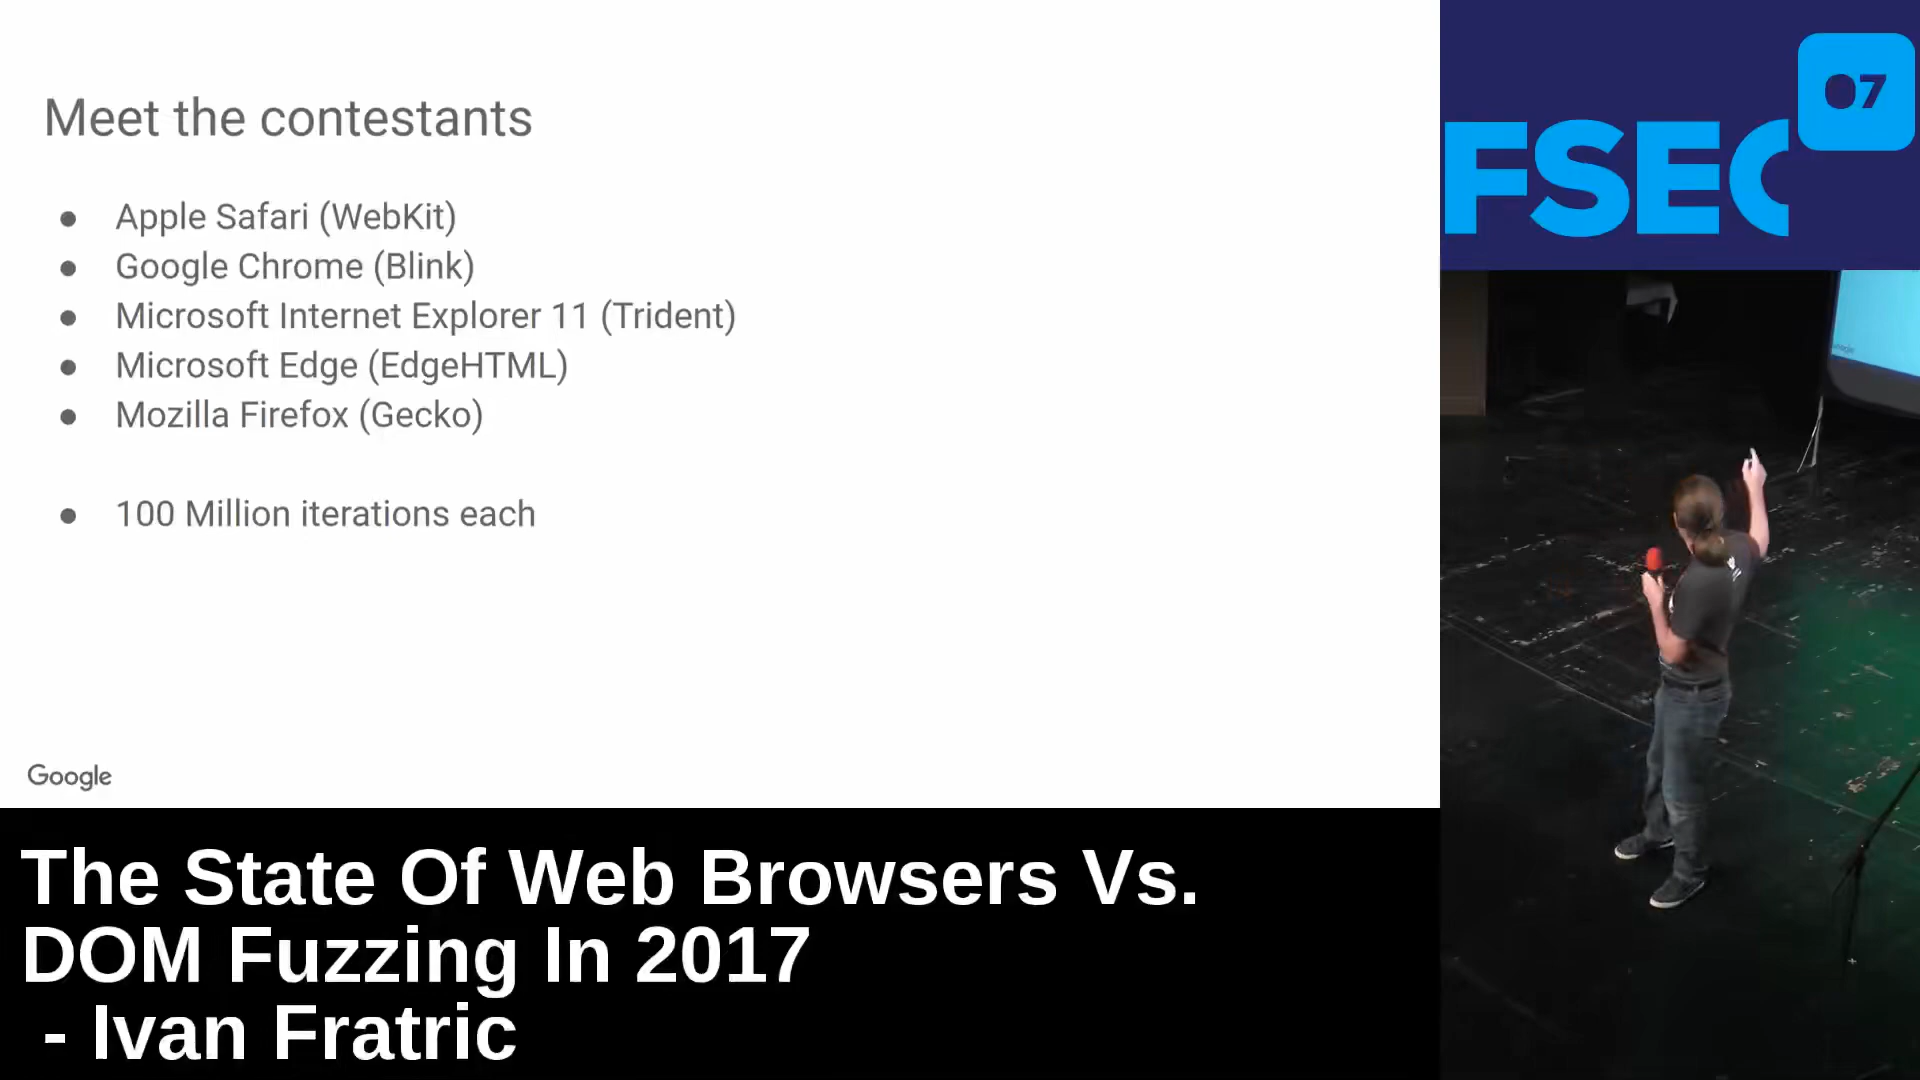 Meet the contestants
● Apple Safari (WebKit)
● Google Chrome (Blink)
● Microsoft Internet Explorer 11 (Trident)
● Microsoft Edge (EdgeHTML)
● Mozilla Firefox (Gecko)
● 100 Million iterations each
Google
The State Of Web Browsers Vs.
DOM Fuzzing In 2017
- Ivan Fratric
07
FSEC